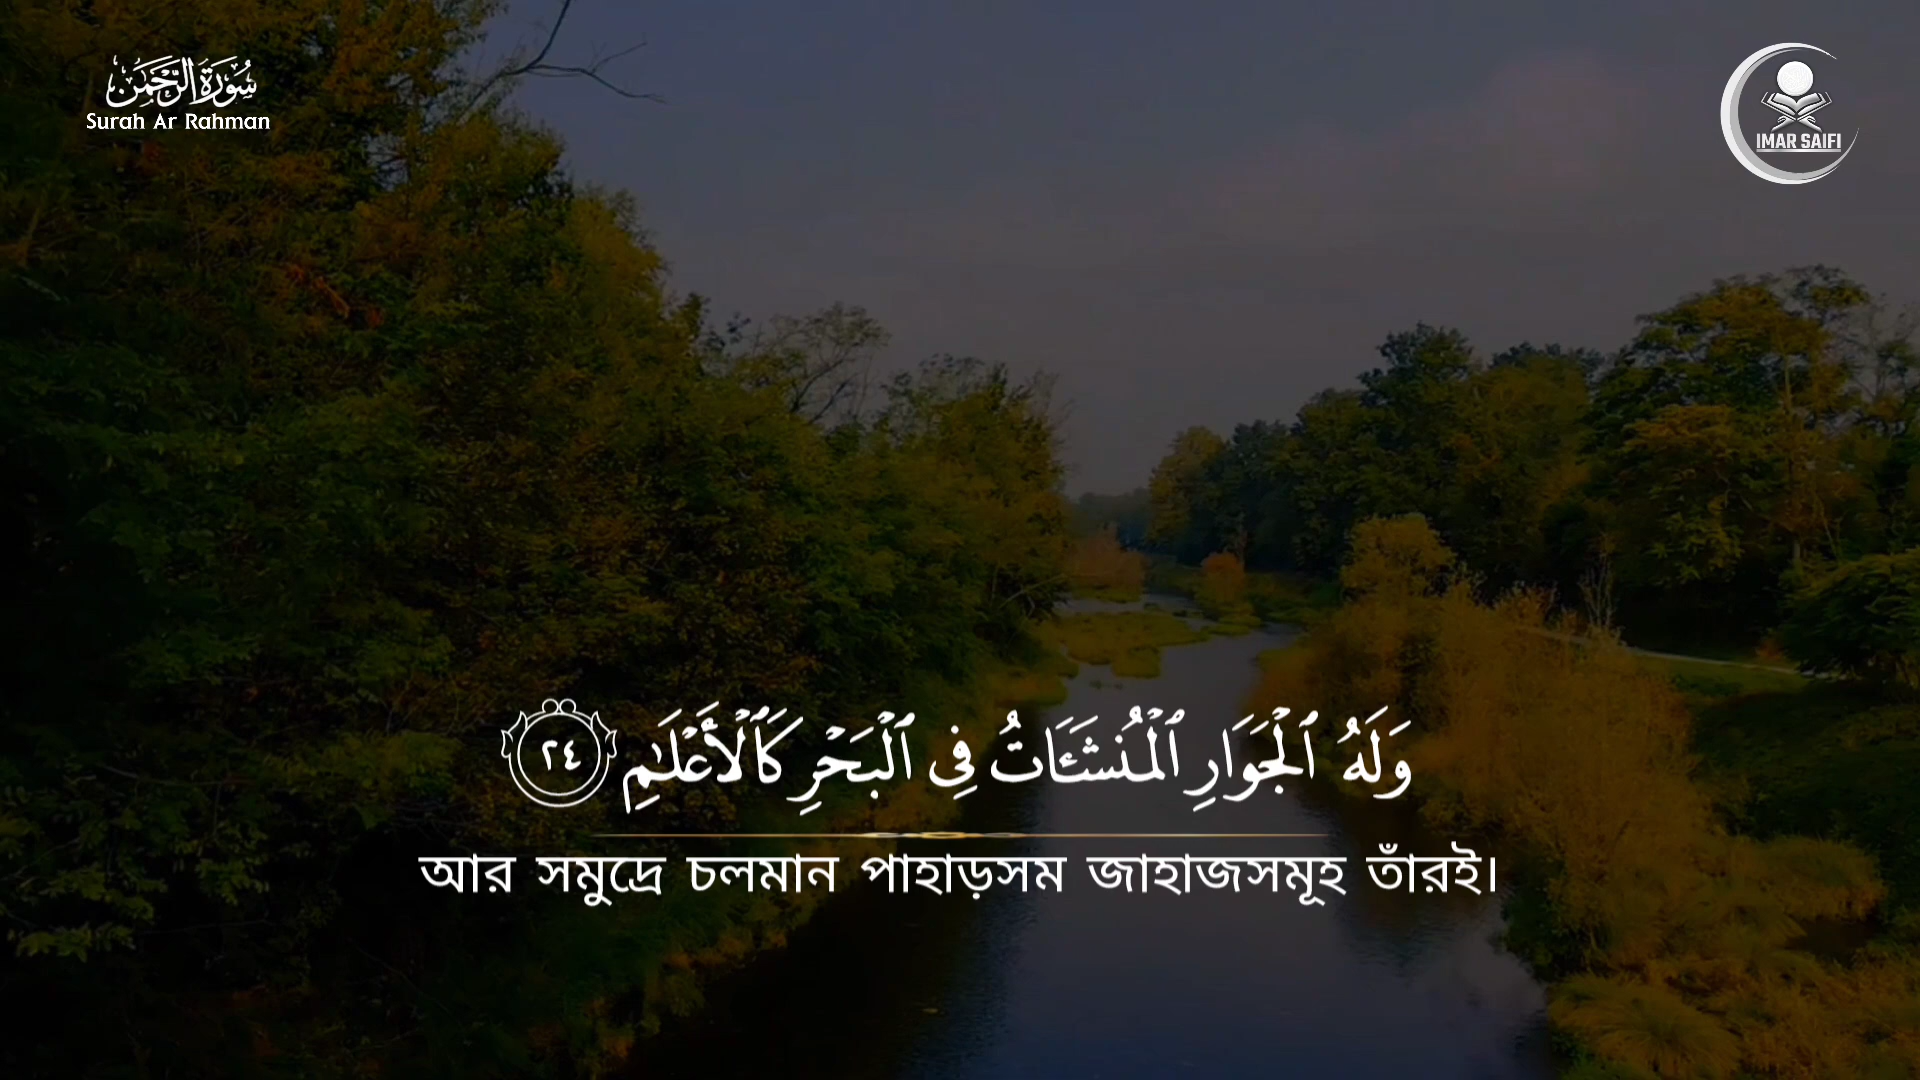 سُورَةُ الرَّحْمَن
Surah Ar Rahman
IMAR SAIFI
وَلَهُ ٱلْجَوَارِ ٱلْمُنشَـَٔاتُ فِى ٱلْبَحْرِ كَٱلْأَعْلَـٰمِ ٢٤
আর সমুদ্রে চলমান পাহাড়সম জাহাজসমূহ তাঁরই।